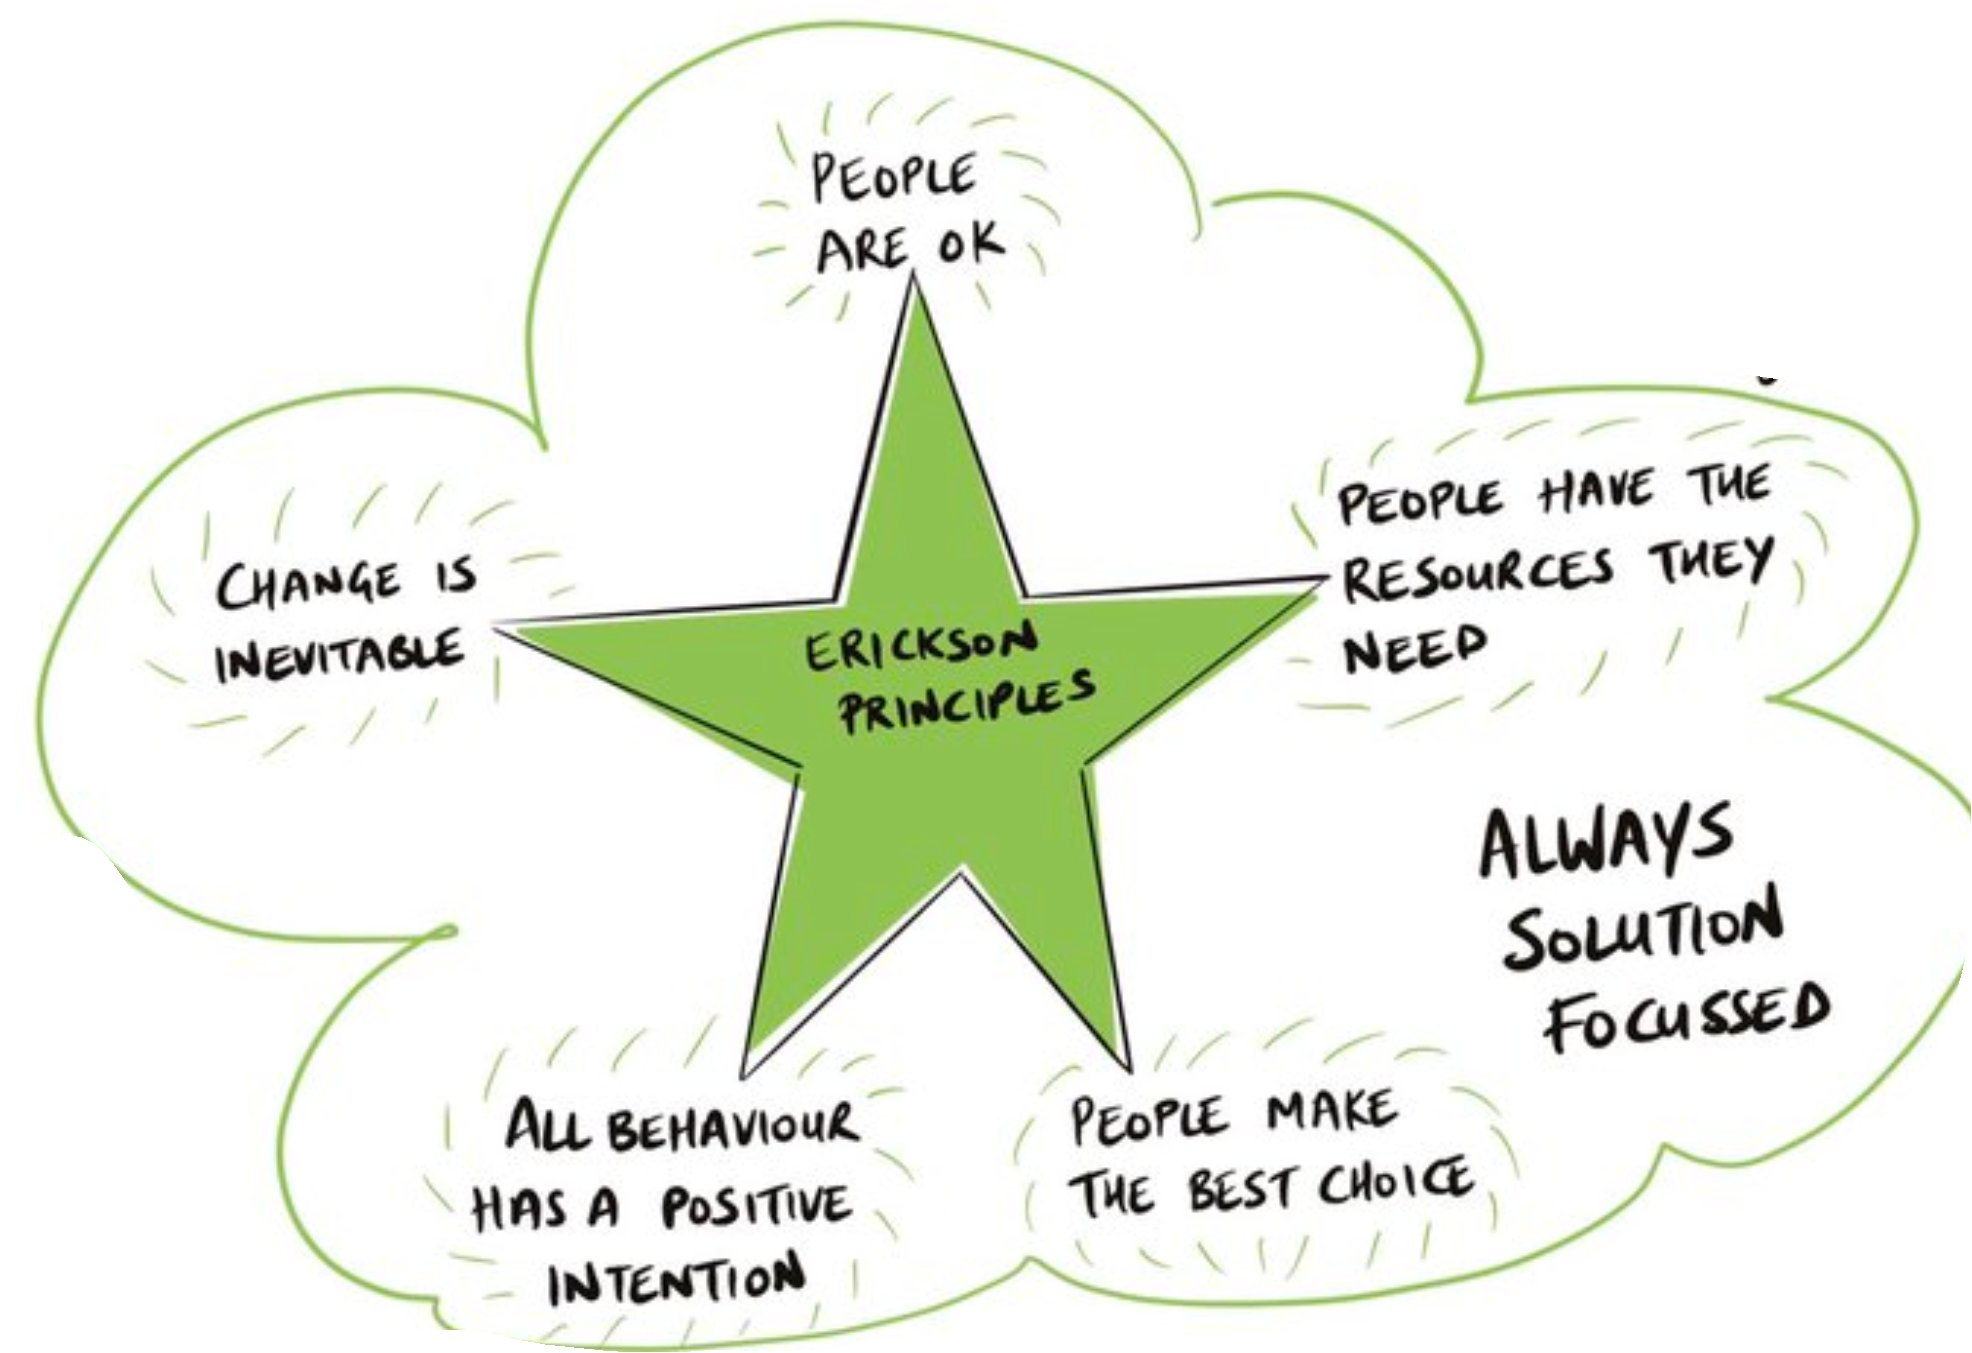 PEOPLE
ARE OK
PEOPLE HAVE THE
RESOURCES THEY
NEED
CHANGE IS
INEVITABLE
ERICKSON
PRINCIPLES
ALWAYS
SOLUTION
FOCUSSED
ALL BEHAVIOUR
HAS A POSITIVE
INTENTION
PEOPLE MAKE
THE BEST CHOICE